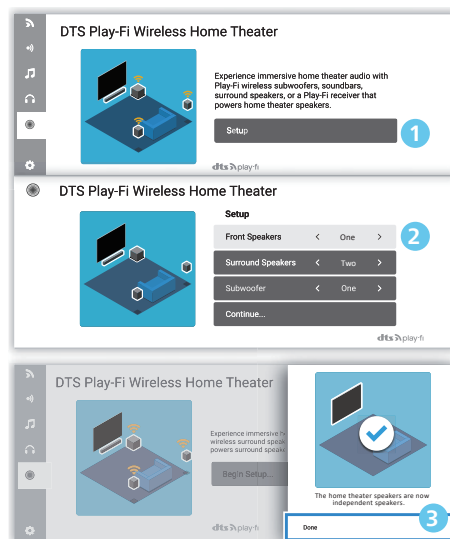 DTS Play-Fi Wireless Home Theater
Experience immersive home theater audio with
Play-Fi wireless subwoofers, soundbars,
surround speakers, or a Play-Fi receiver that
powers home theater speakers.
Setup
1
dts play-fi
DTS Play-Fi Wireless Home Theater
Setup
Front Speakers < One >
2
Surround Speakers < Two >
Subwoofer < One >
Continue...
dts play-fi
DTS Play-Fi Wireless Home Theater
Experience immersive
wireless surround
powers surround
Begin Setup...
dts play-fi
The home theater speakers are now
independent speakers.
Done
3